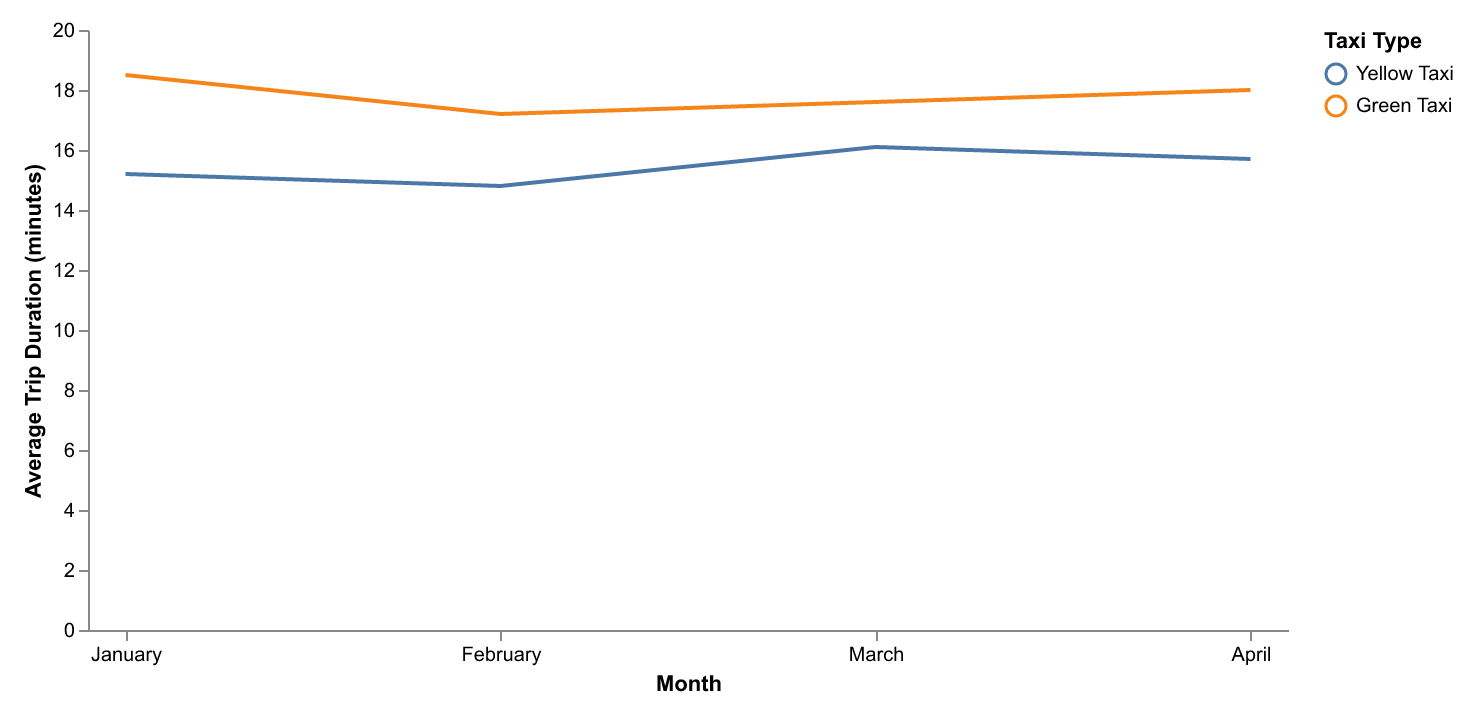 20
18
16
14
12
10
8
6
4
2
0
Average Trip Duration (minutes)
January
February
March
April
Month
Taxi Type
Yellow Taxi
Green Taxi